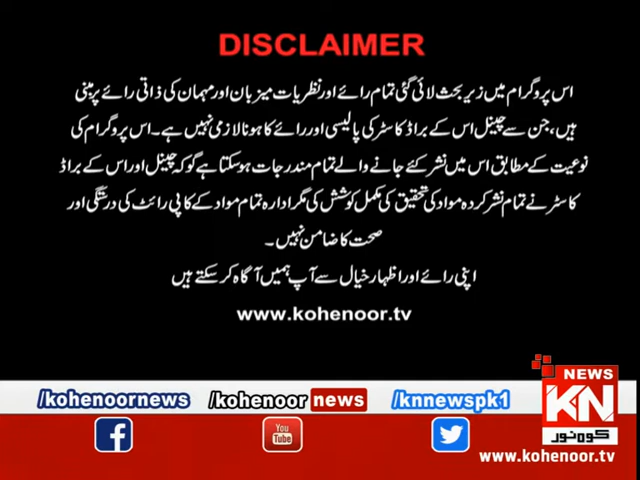 DISCLAIMER
اس پروگرام میں زیر بحث لائی گئی تمام رائے اور نظریات میزبان اور مہمان کی ذاتی رائے پر مبنی
ہیں، جن سے چینل اس کے براڈ کاسٹر کی پالیسی اور رائے کا ہونا لازمی نہیں ہے۔ اس پروگرام کی
نوعیت کے مطابق اس میں نشر کئے جانے والے تمام مندرجات ہو سکتا ہے گو کہ چینل اور اس کے براڈ
کاسٹر نے تمام نشر کردہ مواد کی تحقیق کی مکمل کوشش کی مگر ادارہ تمام مواد کے کاپی رائٹ کی درستگی اور
صحت کا ضامن نہیں۔
اپنی رائے اور اظہار خیال سے آپ ہمیں آگاہ کر سکتے ہیں
www.kohenoor.tv
/kohenoornews /kohenoor news /knnewspk1
You Tube
NEWS
KN
کوہ نور
www.kohenoor.tv